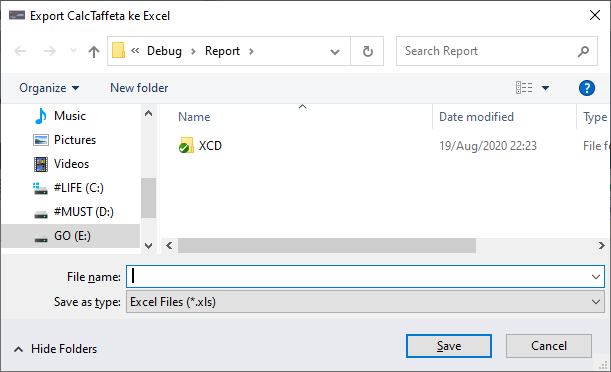 Export CalcTaffeta ke Excel
« Debug › Report ›
Search Report
Organize
New folder
Name
Date modified
Type
Music
Pictures
Videos
#LIFE (C:)
#MUST (D:)
GO (E:)
XCD
19/Aug/2020 22:23
File fo
File name:
Save as type:
Excel Files (*.xls)
Hide Folders
Save
Cancel